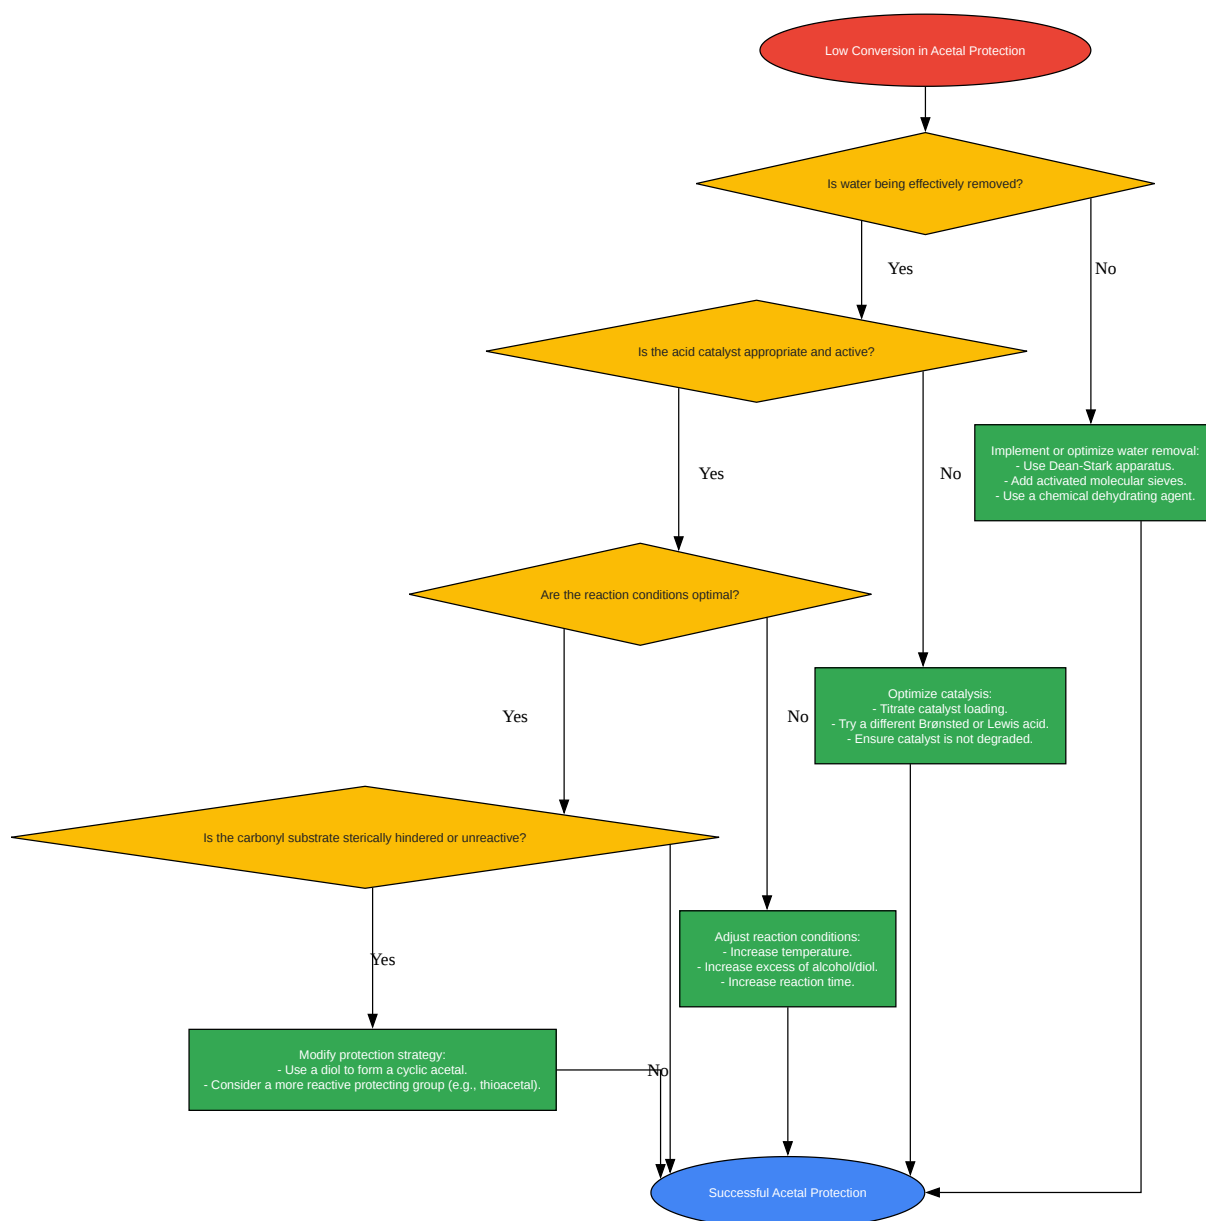 Low Conversion in Acetal Protection
Is water being effectively removed?
Yes
No
Is the acid catalyst appropriate and active?
Yes
No
Implement or optimize water removal:
- Use Dean-Stark apparatus.
- Add activated molecular sieves.
- Use a chemical dehydrating agent.
Are the reaction conditions optimal?
Yes
No
Optimize catalysis:
- Titrate catalyst loading.
- Try a different Brønsted or Lewis acid.
- Ensure catalyst is not degraded.
Is the carbonyl substrate sterically hindered or unreactive?
Yes
No
Adjust reaction conditions:
- Increase temperature.
- Increase excess of alcohol/diol.
- Increase reaction time.
Modify protection strategy:
- Use a diol to form a cyclic acetal.
- Consider a more reactive protecting group (e.g., thioacetal).
Successful Acetal Protection